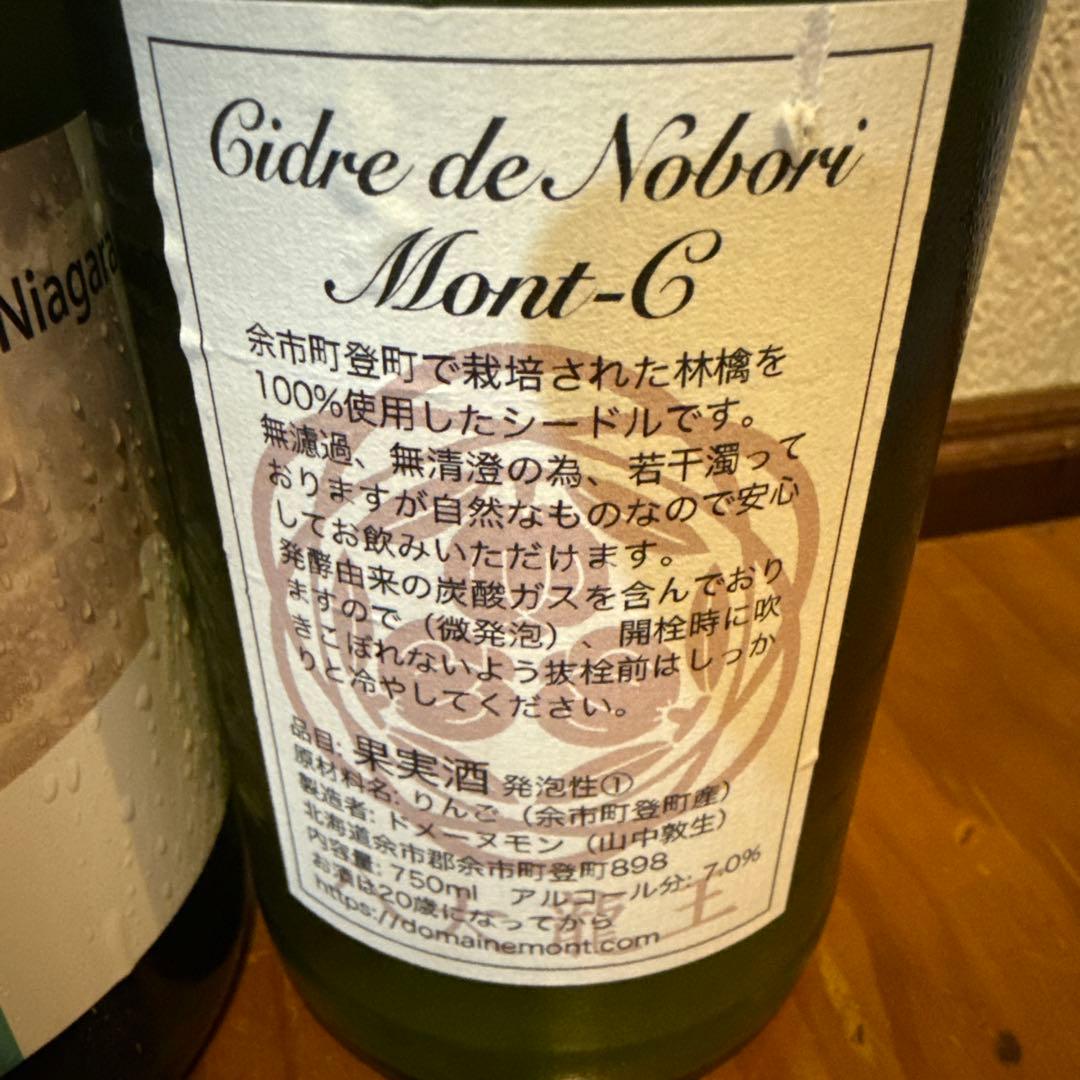 Cidre de Nobori
Mont-C
余市町登町で栽培された林檎を
100%使用したシードルです。
無濾過、無清澄の為、若干濁って
おりますが自然なものなので安心
してお飲みいただけます。
発酵由来の炭酸ガスを含んでおり
ますので（微発泡）、開栓時に吹
きこぼれないよう抜栓前はしっか
りと冷やしてください。
品目: 果実酒 発泡性①
原材料名: りんご（余市町登町産）
製造者: ドメーヌモン（山中敦生）
北海道余市郡余市町登町898
内容量: 750ml アルコール分: 7.0%
お酒は20歳になってから
https://domainemont.com
Niagara